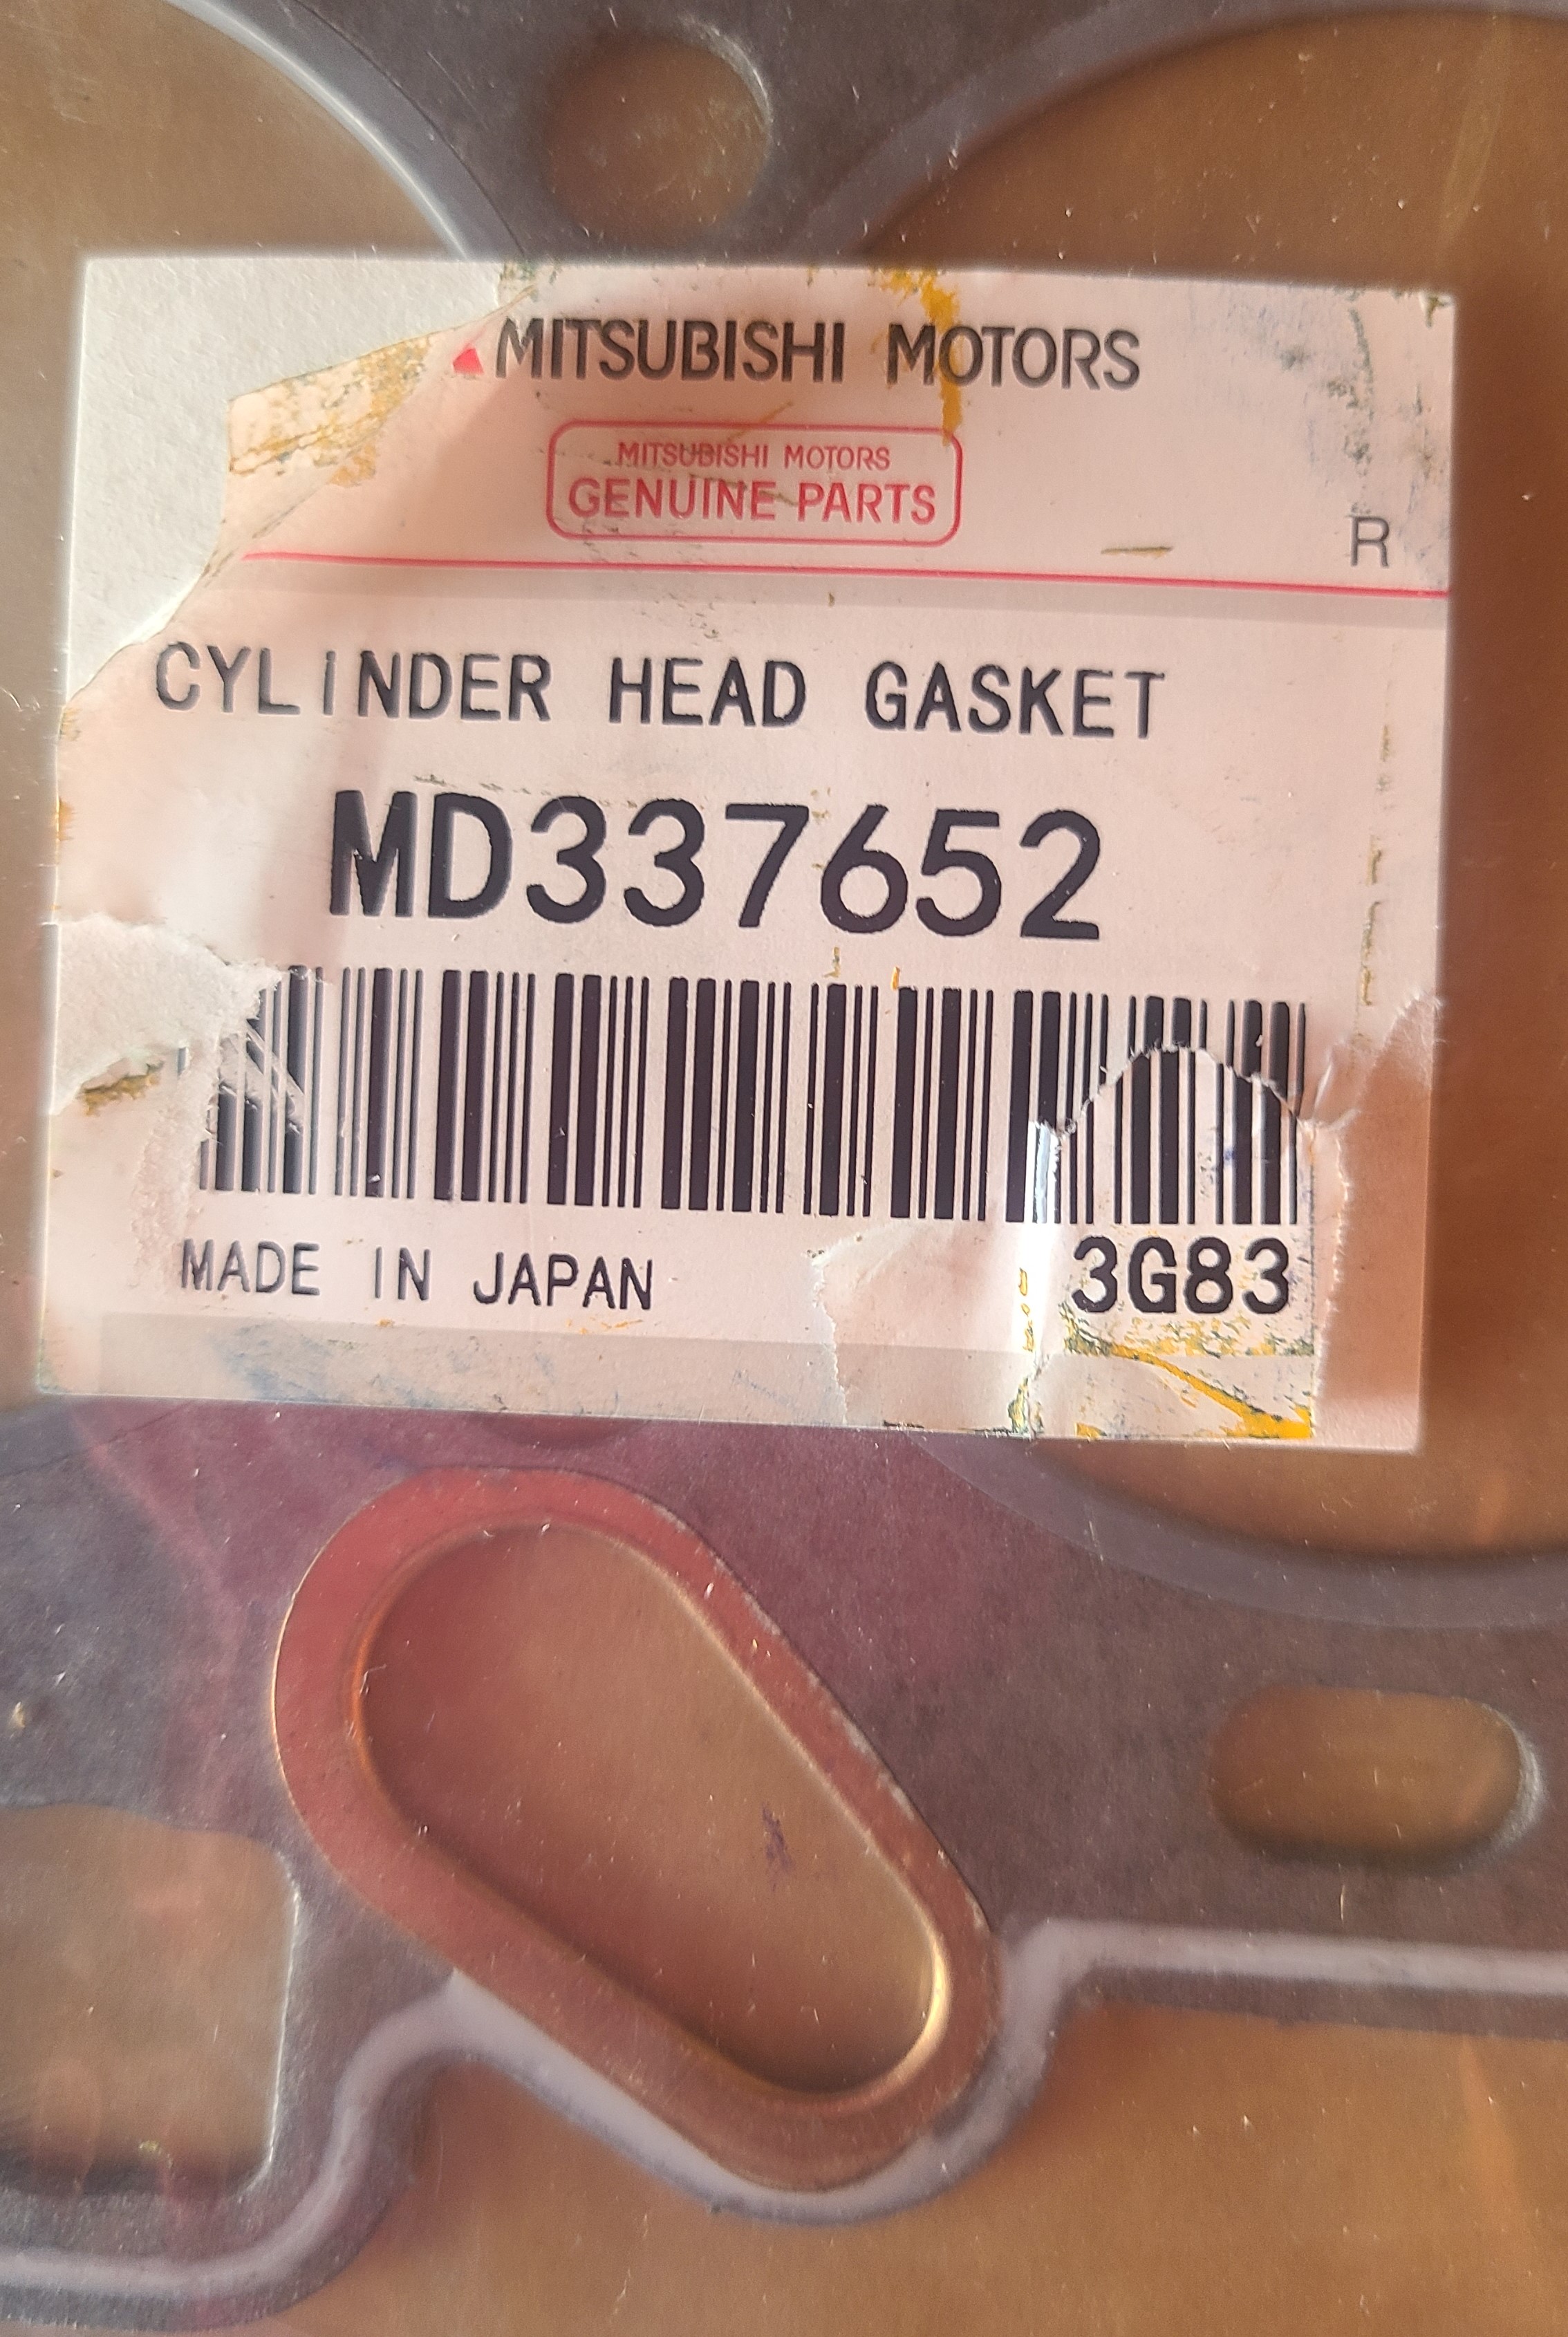 MITSUBISHI MOTORS
MITSUBISHI MOTORS
GENUINE PARTS
R
CYLINDER HEAD GASKET
MD337652
MADE IN JAPAN 3G83